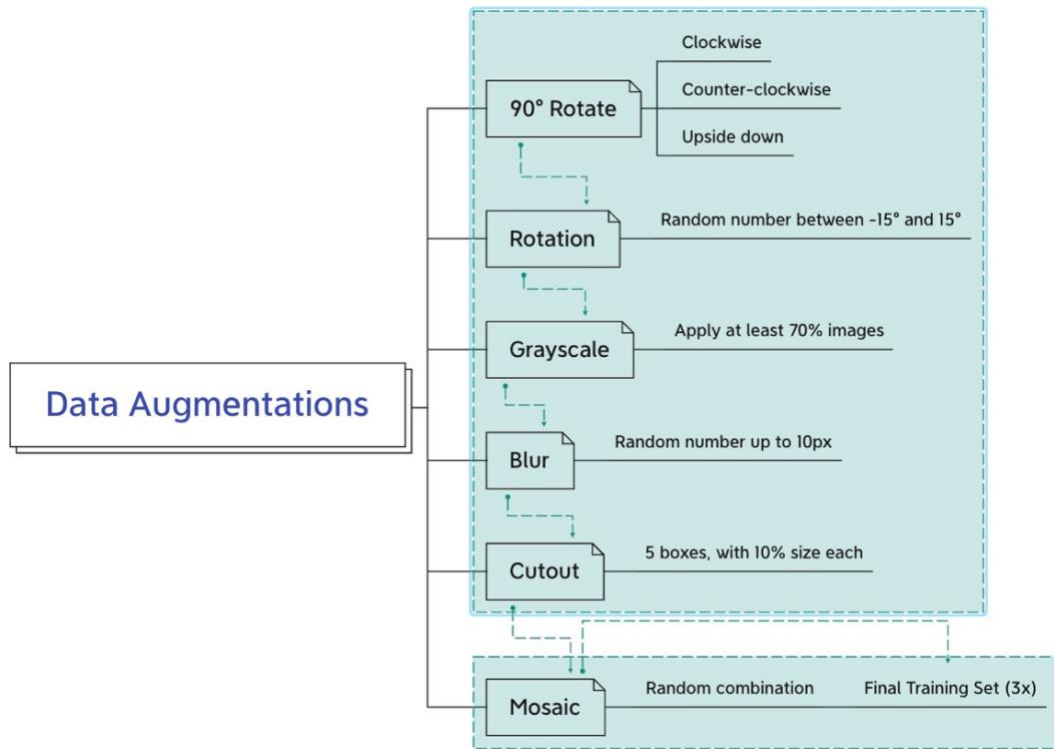 Clockwise
90° Rotate
Counter-clockwise
Upside down
Rotation
Random number between -15° and 15°
Grayscale
Apply at least 70% images
Data Augmentations
Blur
Random number up to 10px
Cutout
5 boxes, with 10% size each
Mosaic
Random combination
Final Training Set (3x)